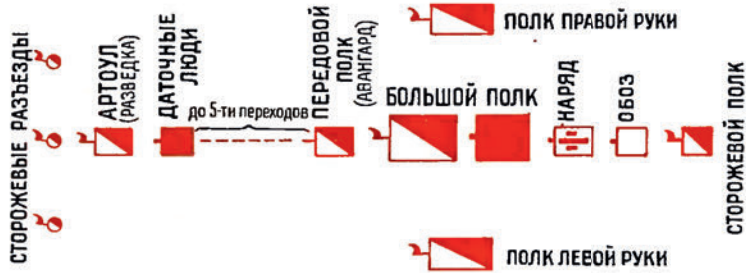 СТОРОЖЕВЫЕ РАЗЪЕЗДЫ
АРТОУЛ
(РАЗВЕДКА)
ДАТОЧНЫЕ
ЛЮДИ
до 5-ти переходов
ПЕРЕДОВОЙ
ПОЛК
(АВАНГАРД)
ПОЛК ПРАВОЙ РУКИ
БОЛЬШОЙ ПОЛК
НАРЯД
ОБОЗ
СТОРОЖЕВОЙ ПОЛК
ПОЛК ЛЕВОЙ РУКИ